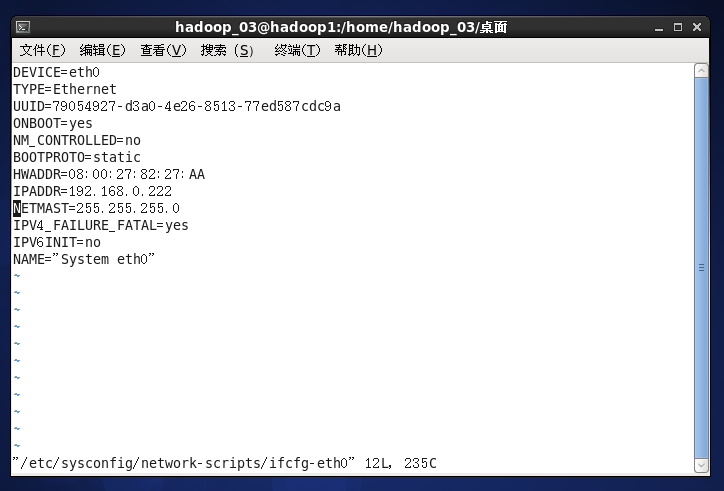 hadoop_03@hadoop1:/home/hadoop_03/桌面
文件(F) 编辑(E) 查看(V) 搜索 (S) 终端(T) 帮助(H)
DEVICE=eth0
TYPE=Ethernet
UUID=79054927-d3a0-4e26-8513-77ed587cdc9a
ONBOOT=yes
NM_CONTROLLED=no
BOOTPROTO=static
HWADDR=08:00:27:82:27:AA
IPADDR=192.168.0.222
NETMAST=255.255.255.0
IPV4_FAILURE_FATAL=yes
IPV6INIT=no
NAME="System eth0"
~
~
~
~
~
~
~
~
~
~
~
"/etc/sysconfig/network-scripts/ifcfg-eth0" 12L, 235C